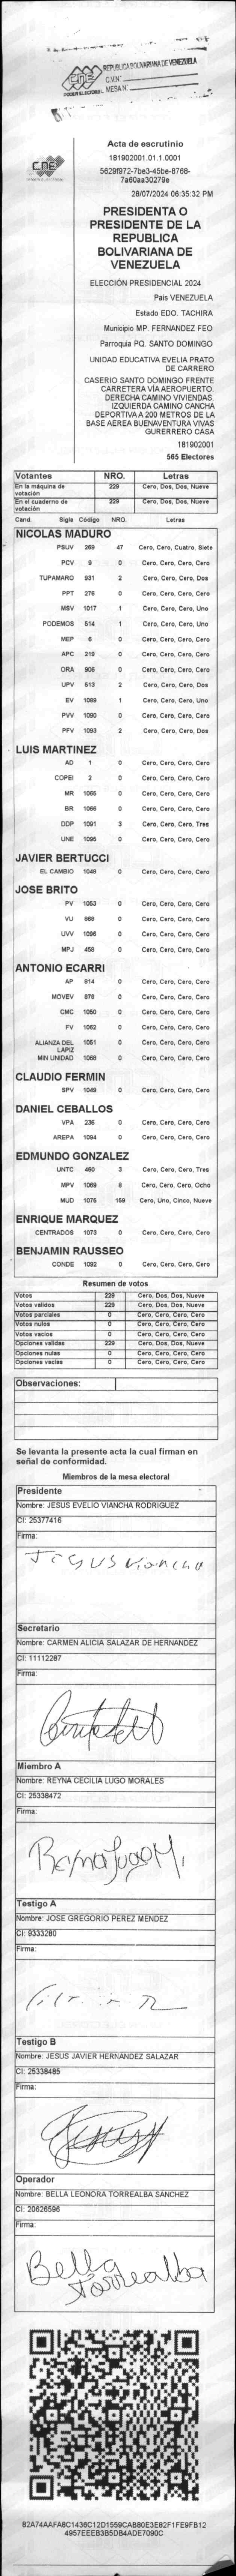 REPUBLICA BOLIVARIANA DE VENEZUELA
CNE
C.V.N°
PODER ELECTORAL
MESA N°
CNE
Acta de escrutinio
181902001.01.1.0001
5629f972-7be3-45be-8768-
7a60aa30279e
28/07/2024 06:35:32 PM
PRESIDENTA O
PRESIDENTE DE LA
REPUBLICA
BOLIVARIANA DE
VENEZUELA
ELECCIÓN PRESIDENCIAL 2024
Pais VENEZUELA
Estado EDO. TACHIRA
Municipio MP. FERNANDEZ FEO
Parroquia PQ. SANTO DOMINGO
UNIDAD EDUCATIVA EVELIA PRATO
DE CARRERO
CASERIO SANTO DOMINGO FRENTE
CARRETERA VÍA AEROPUERTO.
DERECHA CAMINO VIVIENDAS.
IZQUIERDA CAMINO CANCHA
DEPORTIVA A 200 METROS DE LA
BASE AEREA BUENAVENTURA VIVAS
GURERRERO CASA
181902001
565 Electores
Votantes NRO. Letras
En la máquina de votación 229 Cero, Dos, Dos, Nueve
En el cuaderno de votación 229 Cero, Dos, Dos, Nueve
Cand. Sigla Código NRO. Letras
NICOLAS MADURO
PSUV 269 47 Cero, Cero, Cuatro, Siete
PCV 9 0 Cero, Cero, Cero, Cero
TUPAMARO 931 2 Cero, Cero, Cero, Dos
PPT 276 0 Cero, Cero, Cero, Cero
MSV 1017 1 Cero, Cero, Cero, Uno
PODEMOS 514 1 Cero, Cero, Cero, Uno
MEP 6 0 Cero, Cero, Cero, Cero
APC 219 0 Cero, Cero, Cero, Cero
ORA 906 0 Cero, Cero, Cero, Cero
UPV 513 2 Cero, Cero, Cero, Dos
EV 1089 1 Cero, Cero, Cero, Uno
PVV 1090 0 Cero, Cero, Cero, Cero
PFV 1093 2 Cero, Cero, Cero, Dos
LUIS MARTINEZ
AD 1 0 Cero, Cero, Cero, Cero
COPEI 2 0 Cero, Cero, Cero, Cero
MR 1065 0 Cero, Cero, Cero, Cero
BR 1066 0 Cero, Cero, Cero, Cero
DDP 1091 3 Cero, Cero, Cero, Tres
UNE 1095 0 Cero, Cero, Cero, Cero
JAVIER BERTUCCI
EL CAMBIO 1048 0 Cero, Cero, Cero, Cero
JOSE BRITO
PV 1053 0 Cero, Cero, Cero, Cero
VU 868 0 Cero, Cero, Cero, Cero
UVV 1096 0 Cero, Cero, Cero, Cero
MPJ 458 0 Cero, Cero, Cero, Cero
ANTONIO ECARRI
AP 814 0 Cero, Cero, Cero, Cero
MOVEV 878 0 Cero, Cero, Cero, Cero
CMC 1050 0 Cero, Cero, Cero, Cero
FV 1062 0 Cero, Cero, Cero, Cero
ALIANZA DEL LAPIZ 1051 0 Cero, Cero, Cero, Cero
MIN UNIDAD 1068 0 Cero, Cero, Cero, Cero
CLAUDIO FERMIN
SPV 1049 0 Cero, Cero, Cero, Cero
DANIEL CEBALLOS
VPA 236 0 Cero, Cero, Cero, Cero
AREPA 1094 0 Cero, Cero, Cero, Cero
EDMUNDO GONZALEZ
UNTC 460 3 Cero, Cero, Cero, Tres
MPV 1069 8 Cero, Cero, Cero, Ocho
MUD 1075 159 Cero, Uno, Cinco, Nueve
ENRIQUE MARQUEZ
CENTRADOS 1073 0 Cero, Cero, Cero, Cero
BENJAMIN RAUSSEO
CONDE 1092 0 Cero, Cero, Cero, Cero
Resumen de votos
Votos 229 Cero, Dos, Dos, Nueve
Votos validos 229 Cero, Dos, Dos, Nueve
Votos parciales 0 Cero, Cero, Cero, Cero
Votos nulos 0 Cero, Cero, Cero, Cero
Votos vacios 0 Cero, Cero, Cero, Cero
Opciones validas 229 Cero, Dos, Dos, Nueve
Opciones nulas 0 Cero, Cero, Cero, Cero
Opciones vacias 0 Cero, Cero, Cero, Cero
Observaciones:
Se levanta la presente acta la cual firman en
señal de conformidad.
Miembros de la mesa electoral
Presidente
Nombre: JESUS EVELIO VIANCHA RODRIGUEZ
CI: 25377416
Firma:
Jesus Viancha
Secretario
Nombre: CARMEN ALICIA SALAZAR DE HERNANDEZ
CI: 11112287
Firma:
Miembro A
Nombre: REYNA CECILIA LUGO MORALES
CI: 25338472
Firma:
Reyna Lugo M.
Testigo A
Nombre: JOSE GREGORIO PEREZ MENDEZ
CI: 9333280
Firma:
Testigo B
Nombre: JESUS JAVIER HERNANDEZ SALAZAR
CI: 25338485
Firma:
Operador
Nombre: BELLA LEONORA TORREALBA SANCHEZ
CI: 20626596
Firma:
Bella
Torrealba
82A74AAFA8C1436C12D1559CAB80E3E82F1FE9FB12
4957EEEB3B5DB4ADE7090C